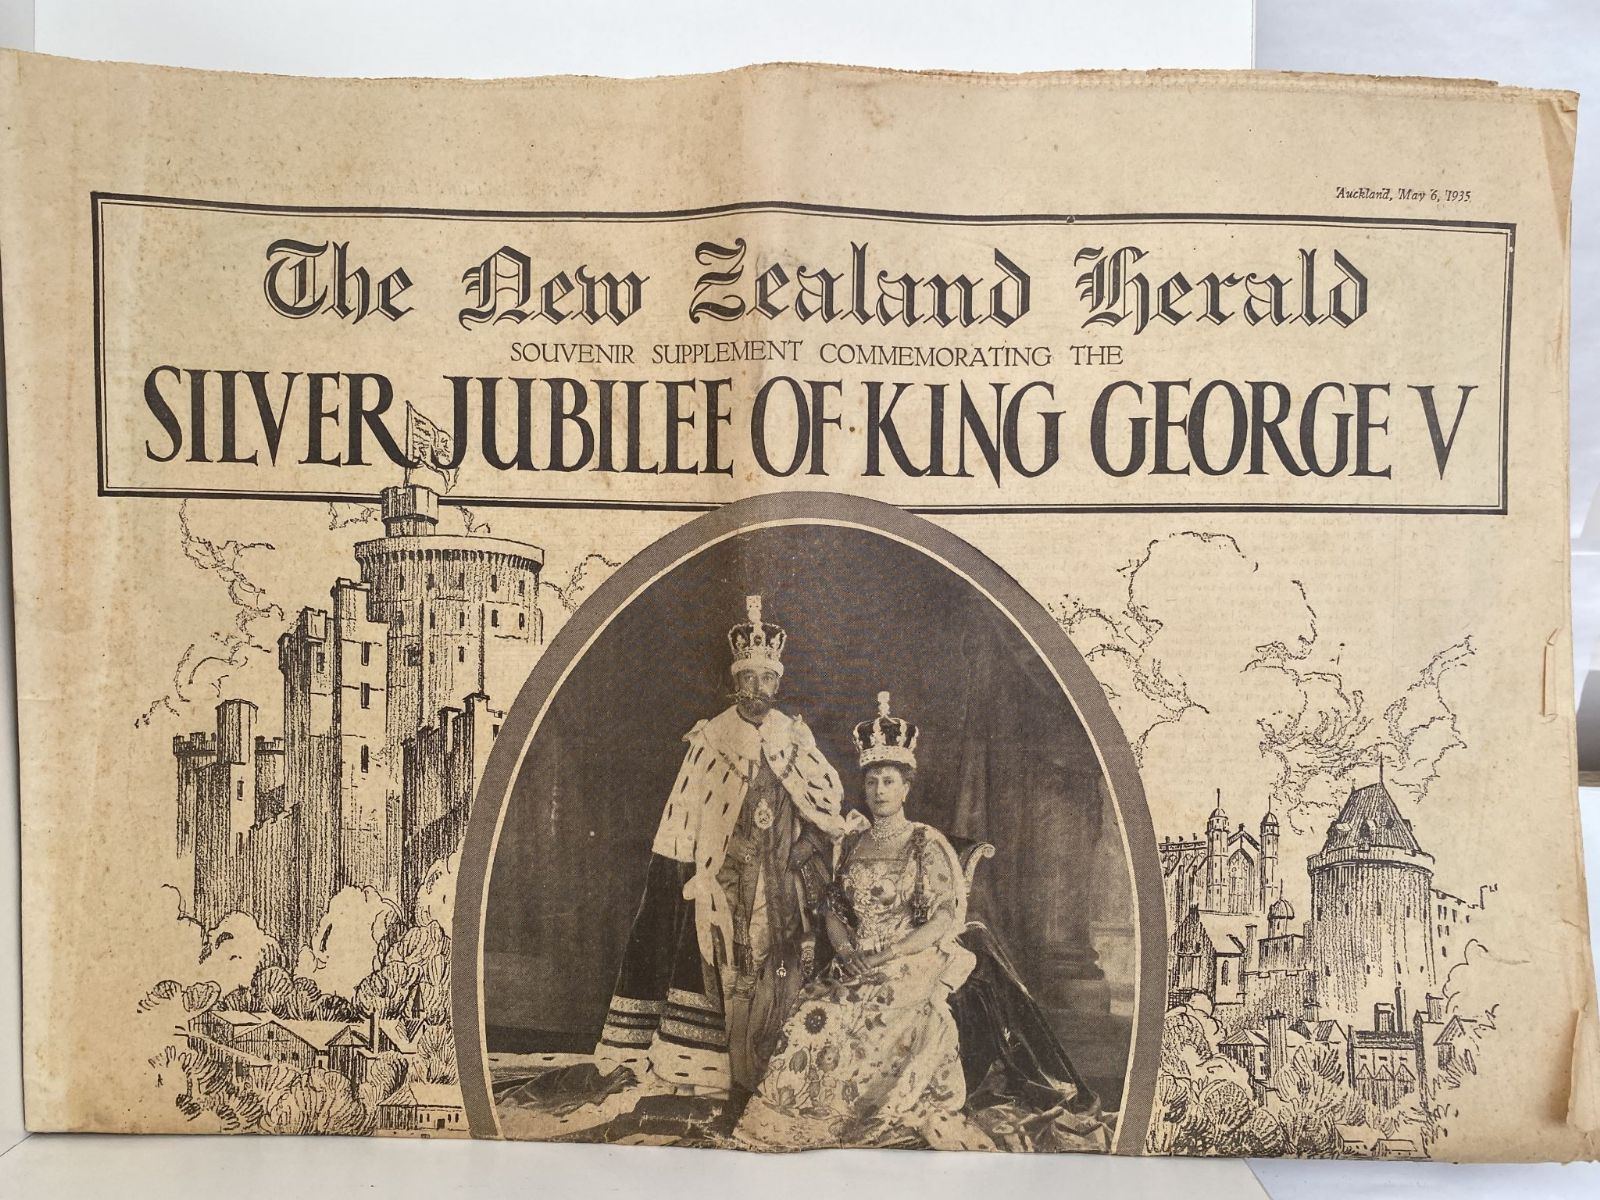 Auckland, May 6, 1935
The New Zealand Herald
SOUVENIR SUPPLEMENT COMMEMORATING THE
SILVER JUBILEE OF KING GEORGE V